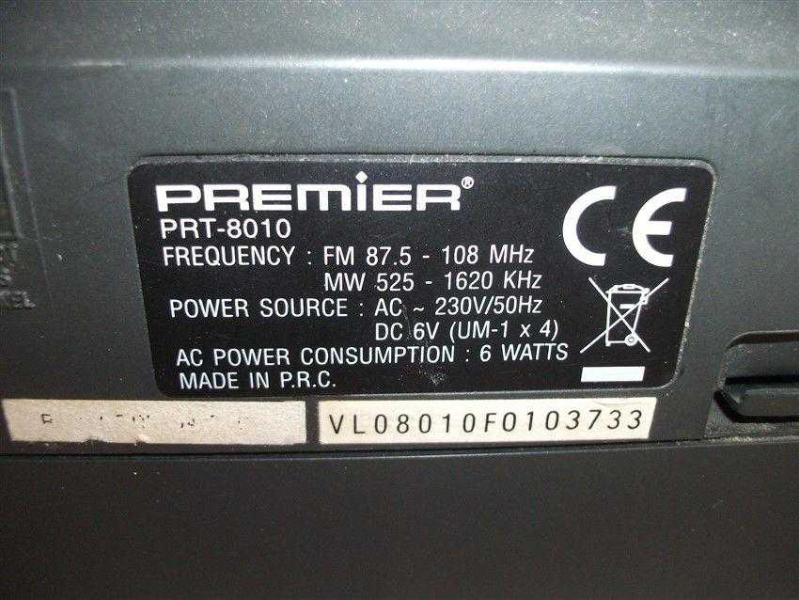 PREMiER®
PRT-8010
FREQUENCY : FM 87.5 - 108 MHz
MW 525 - 1620 KHz
POWER SOURCE : AC ~ 230V/50Hz
DC 6V (UM-1 x 4)
AC POWER CONSUMPTION : 6 WATTS
MADE IN P.R.C.
CE
VL08010F0103733